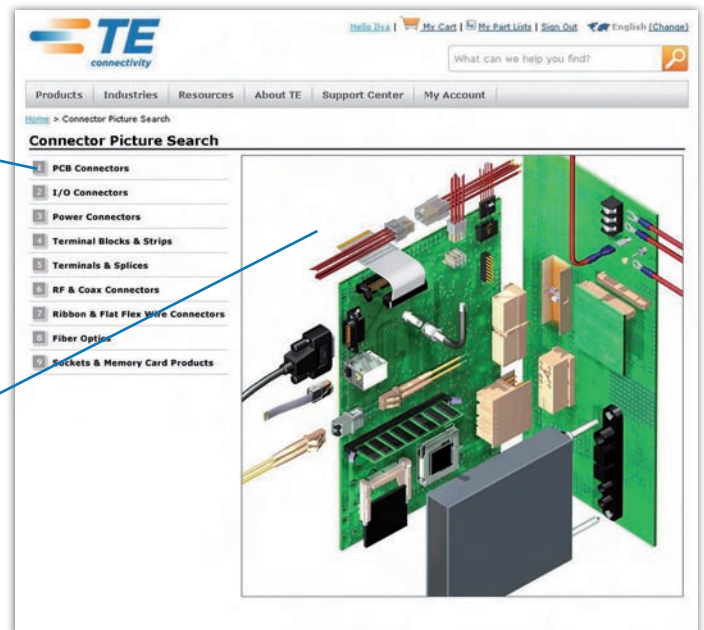 TE
connectivity
Hello Ilya | My Cart | My Part Lists | Sign Out English (Change)
What can we help you find?
Products Industries Resources About TE Support Center My Account
Home > Connector Picture Search
Connector Picture Search
1 PCB Connectors
2 I/O Connectors
3 Power Connectors
4 Terminal Blocks & Strips
5 Terminals & Splices
6 RF & Coax Connectors
7 Ribbon & Flat Flex Wire Connectors
8 Fiber Optics
9 Sockets & Memory Card Products